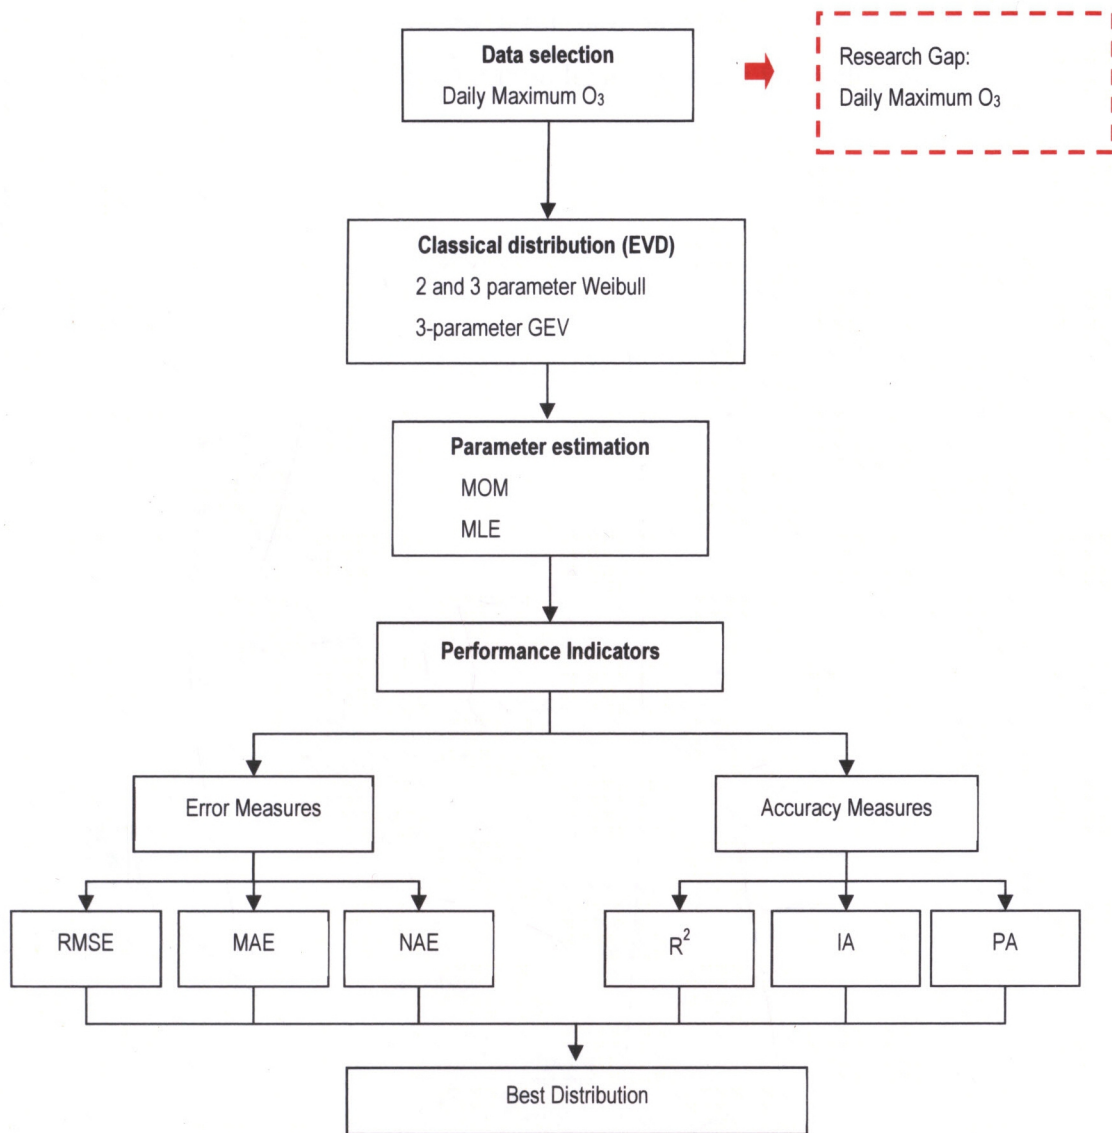 Data selection
Daily Maximum O₃
Research Gap:
Daily Maximum O₃
Classical distribution (EVD)
2 and 3 parameter Weibull
3-parameter GEV
Parameter estimation
MOM
MLE
Performance Indicators
Error Measures
Accuracy Measures
RMSE
MAE
NAE
R²
IA
PA
Best Distribution